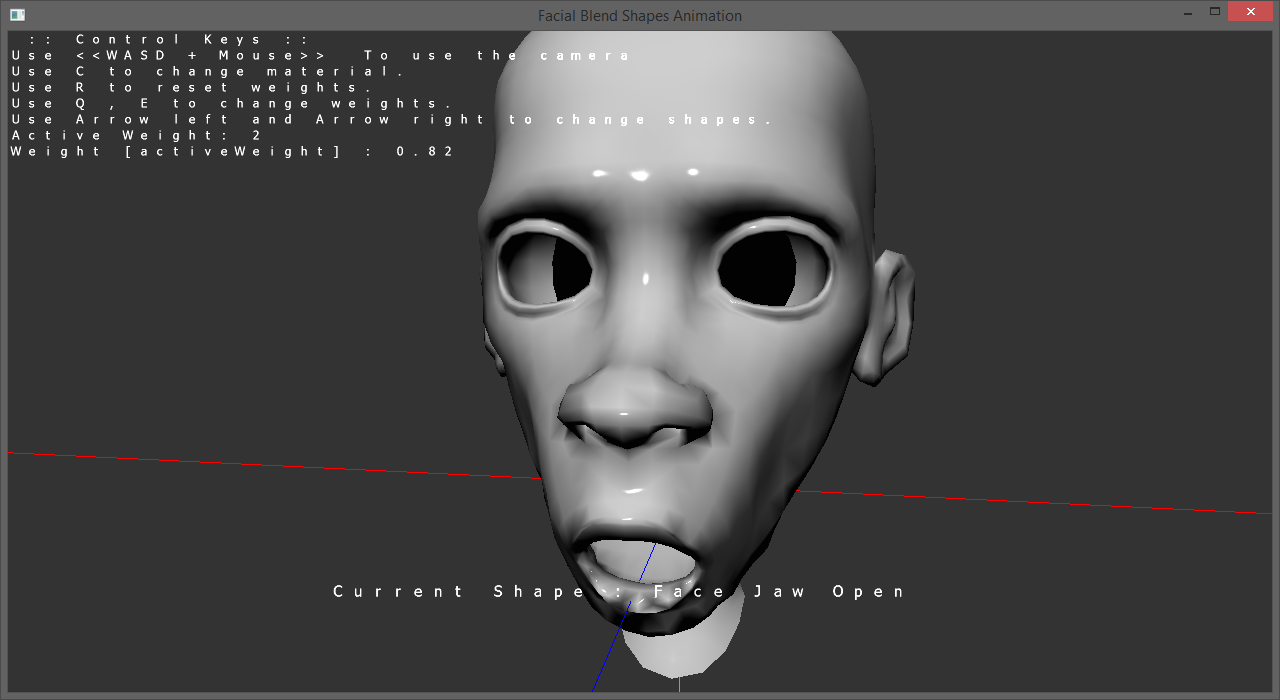 Facial Blend Shapes Animation
:: Control Keys ::
Use <<WASD + Mouse>> To use the camera
Use C to change material.
Use R to reset weights.
Use Q , E to change weights.
Use Arrow left and Arrow right to change shapes.
Active Weight: 2
Weight [activeWeight] : 0.82
Current Shape : Face Jaw Open